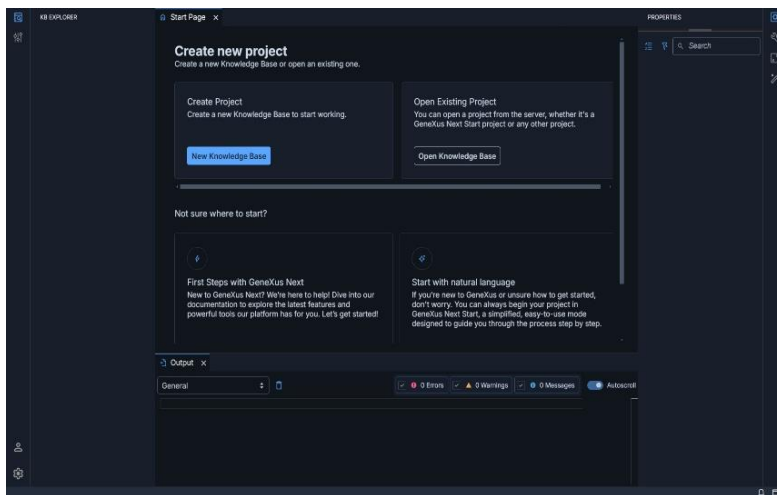 KB EXPLORER
Start Page
PROPERTIES
Search
Create new project
Create a new Knowledge Base or open an existing one.
Create Project
Create a new Knowledge Base to start working.
New Knowledge Base
Open Existing Project
You can open a project from the server, whether it's a
GeneXus Next Start project or any other project.
Open Knowledge Base
Not sure where to start?
First Steps with GeneXus Next
New to GeneXus Next? We're here to help! Dive into our
documentation to explore the latest features and
powerful tools our platform has for you. Let's get started!
Start with natural language
If you're new to GeneXus or unsure how to get started,
don't worry. You can always begin your project in
GeneXus Next Start, a simplified, easy-to-use mode
designed to guide you through the process step by step.
Output
General
0 Errors
0 Warnings
0 Messages
Autoscroll